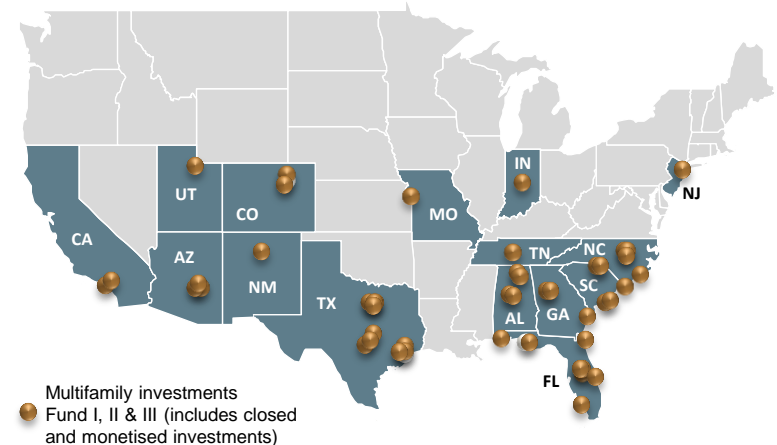 IN
NJ
UT
CO
MO
CA
TN
NC
AZ
NM
SC
TX
AL
GA
FL
Multifamily investments
Fund I, II & III (includes closed
and monetised investments)